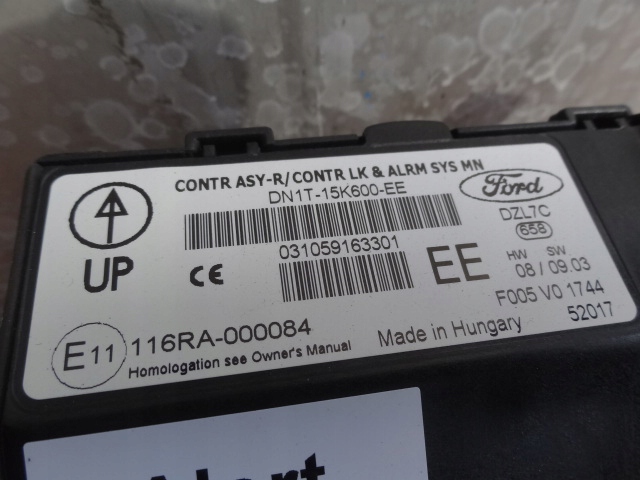 CONTR ASY-R/CONTR LK & ALRM SYS MN
DN1T-15K600-EE
Ford
DZL7C
658
UP
CE
031059163301
EE
HW SW
08 / 09.03
F005 V0 1744
52017
E11
116RA-000084
Homologation see Owner's Manual
Made in Hungary